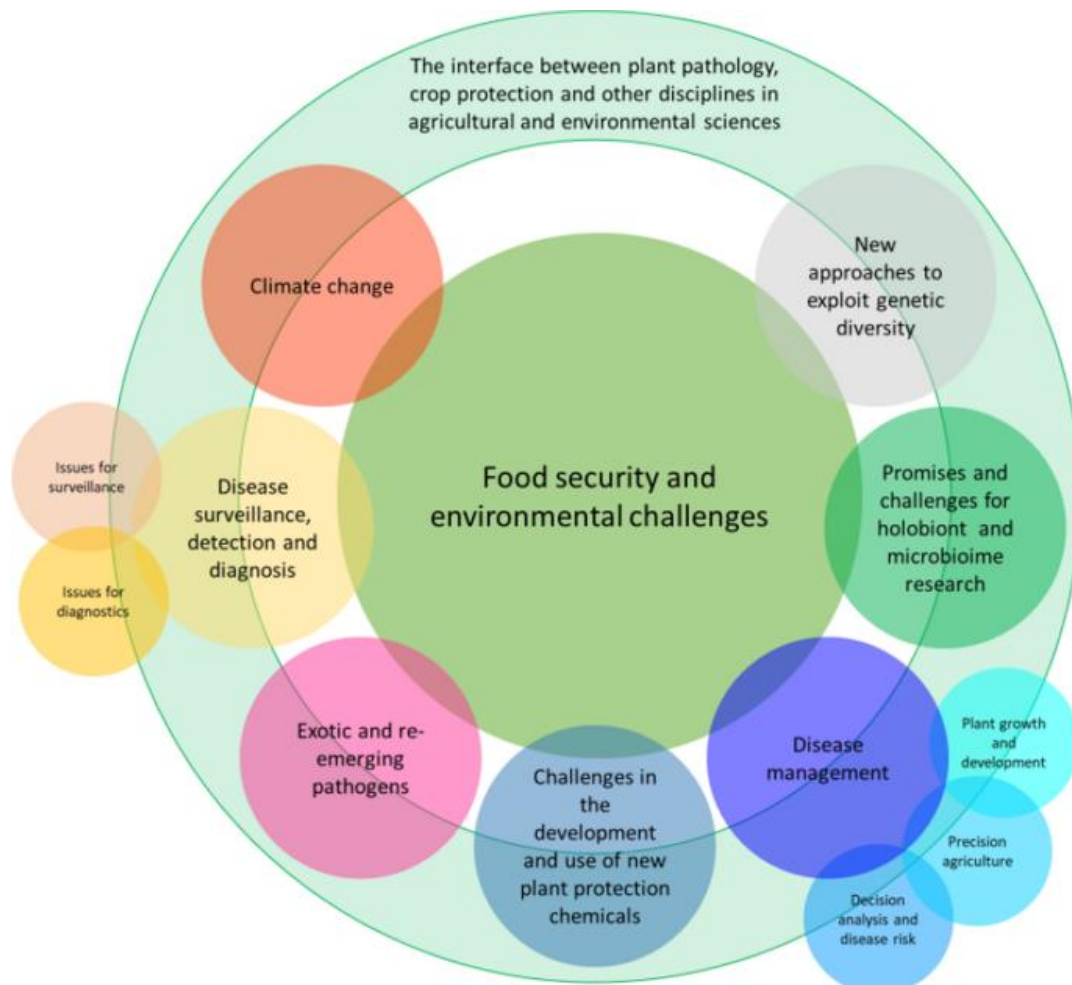 The interface between plant pathology,
crop protection and other disciplines in
agricultural and environmental sciences
Climate change
New
approaches to
exploit genetic
diversity
Issues for
surveillance
Disease
surveillance,
detection and
diagnosis
Food security and
environmental challenges
Promises and
challenges for
holobiont and
microbioime
research
Issues for
diagnostics
Exotic and re-
emerging
pathogens
Challenges in
the
development
and use of new
plant protection
chemicals
Disease
management
Plant growth
and
development
Precision
agriculture
Decision
analysis and
disease risk